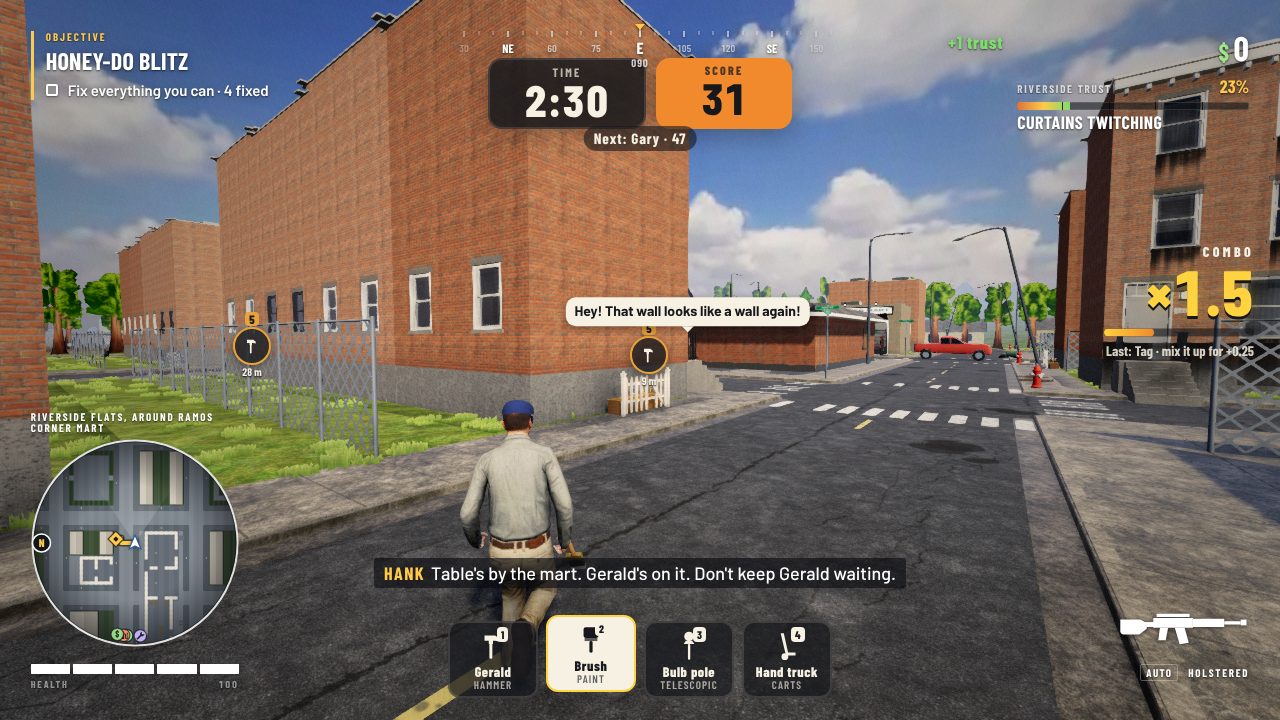 OBJECTIVE
HONEY-DO BLITZ
Fix everything you can · 4 fixed
30 NE 60 75 E 105 120 SE 150
090
TIME
2:30
SCORE
31
Next: Gary · 47
+1 trust
$0
RIVERSIDE TRUST 23%
CURTAINS TWITCHING
COMBO
×1.5
Last: Tag · mix it up for +0.25
Hey! That wall looks like a wall again!
5
28 m
5
9 m
RIVERSIDE FLATS, AROUND RAMOS
CORNER MART
N
$
HEALTH 100
HANK Table's by the mart. Gerald's on it. Don't keep Gerald waiting.
1
Gerald
HAMMER
2
Brush
PAINT
3
Bulb pole
TELESCOPIC
4
Hand truck
CARTS
AUTO HOLSTERED